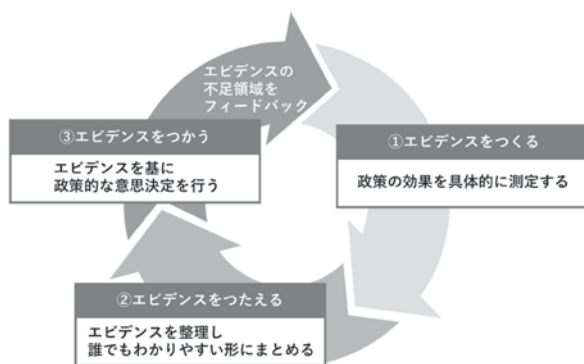 エビデンスの
不足領域を
フィードバック
①エビデンスをつくる
政策の効果を具体的に測定する
②エビデンスをつたえる
エビデンスを整理し
誰でもわかりやすい形にまとめる
③エビデンスをつかう
エビデンスを基に
政策的な意思決定を行う